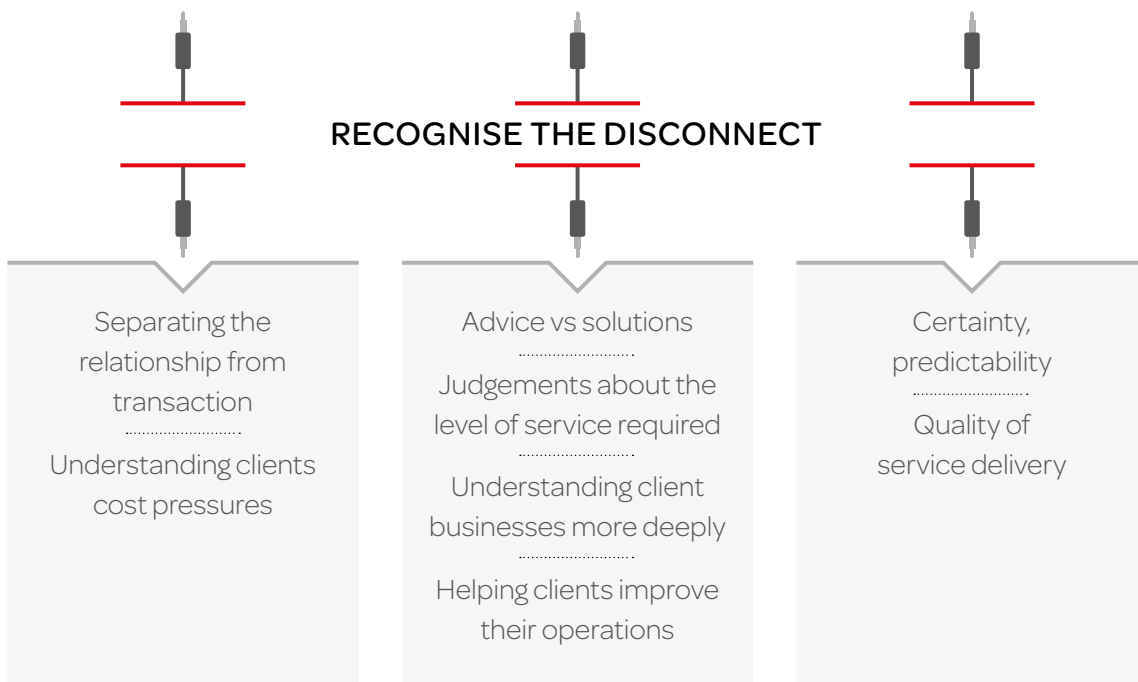 RECOGNISE THE DISCONNECT
Separating the
relationship from
transaction
Understanding clients
cost pressures
Advice vs solutions
Judgements about the
level of service required
Understanding client
businesses more deeply
Helping clients improve
their operations
Certainty,
predictability
Quality of
service delivery